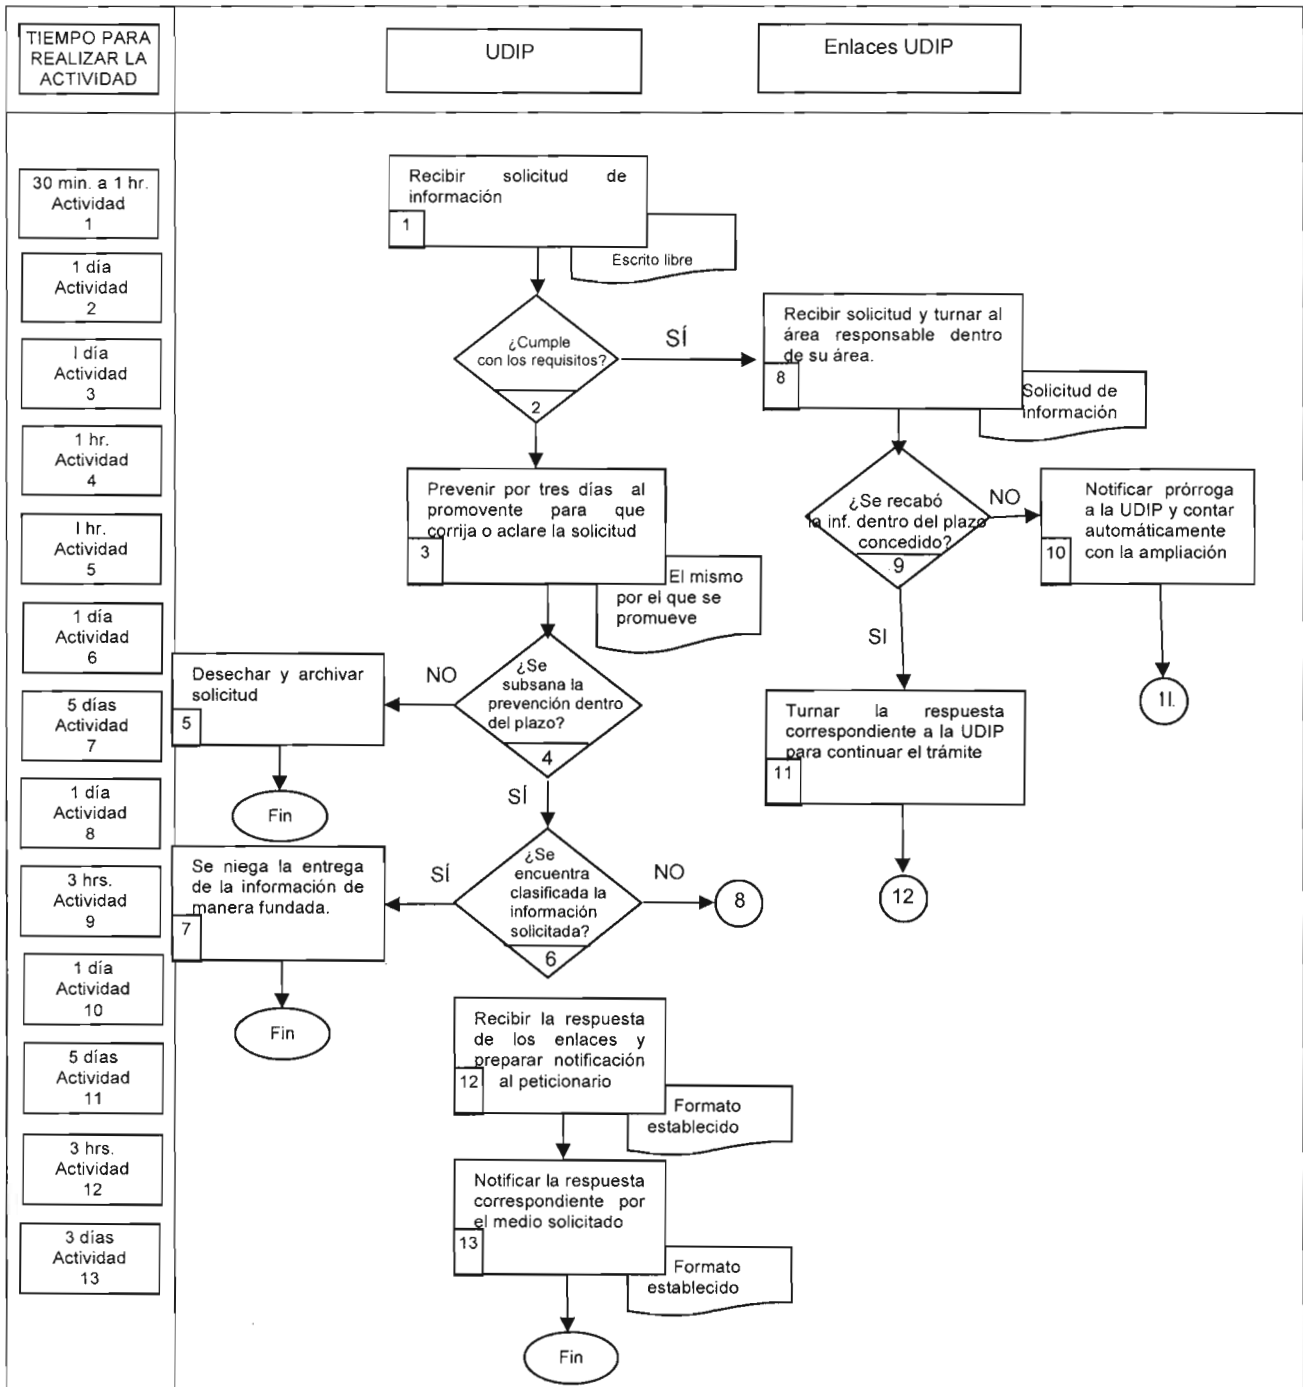 TIEMPO PARA
REALIZAR LA
ACTIVIDAD
UDIP
Enlaces UDIP
30 min. a 1 hr.
Actividad
1
1 día
Actividad
2
I día
Actividad
3
1 hr.
Actividad
4
I hr.
Actividad
5
1 día
Actividad
6
5 días
Actividad
7
1 día
Actividad
8
3 hrs.
Actividad
9
1 día
Actividad
10
5 días
Actividad
11
3 hrs.
Actividad
12
3 días
Actividad
13
Recibir solicitud de
información
1
Escrito libre
¿Cumple
con los requisitos?
2
SÍ
Recibir solicitud y turnar al
área responsable dentro
de su área.
8
Solicitud de
información
Prevenir por tres días al
promovente para que
corrija o aclare la solicitud
3
El mismo
por el que se
promueve
¿Se recabó
la inf. dentro del plazo
concedido?
9
NO
Notificar prórroga
a la UDIP y contar
automáticamente
con la ampliación
10
11.
SI
Desechar y archivar
solicitud
5
NO
¿Se
subsana la
prevención dentro
del plazo?
4
Fin
SÍ
Turnar la respuesta
correspondiente a la UDIP
para continuar el trámite
11
12
Se niega la entrega
de la información de
manera fundada.
7
SÍ
¿Se
encuentra
clasificada la
información
solicitada?
6
NO
8
Fin
Recibir la respuesta
de los enlaces y
preparar notificación
al peticionario
12
Formato
establecido
Notificar la respuesta
correspondiente por
el medio solicitado
13
Formato
establecido
Fin